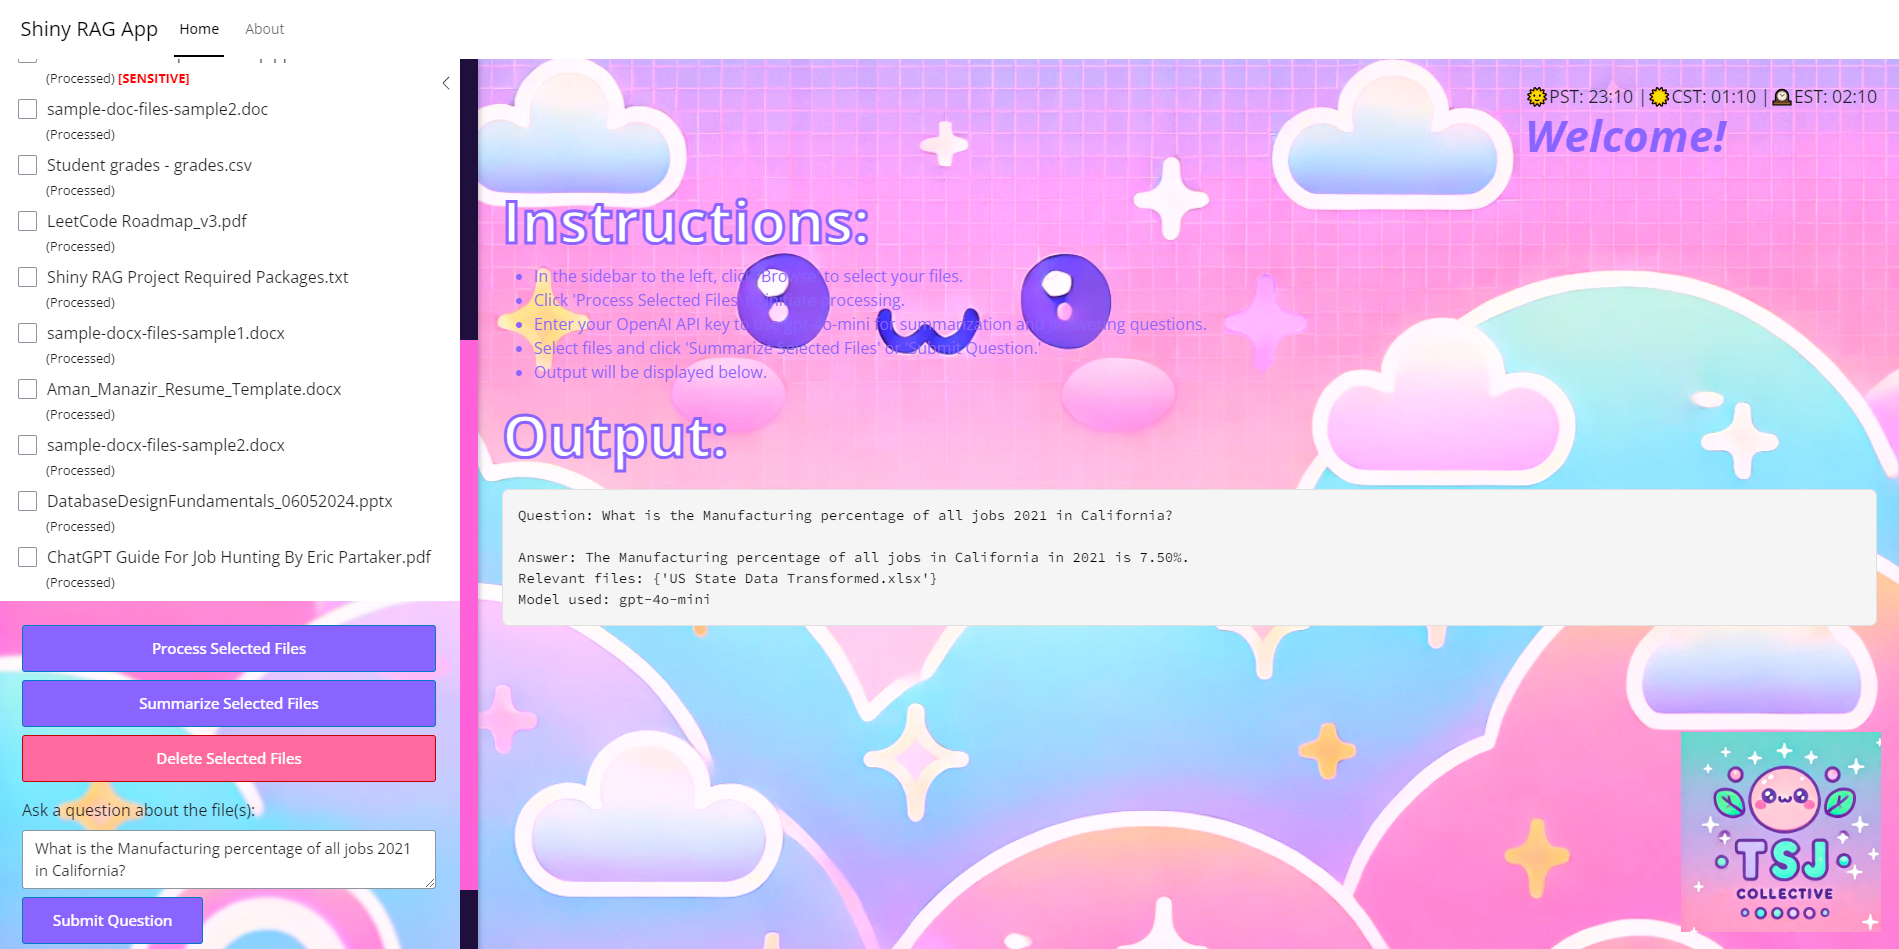 Shiny RAG App Home About
(Processed) [SENSITIVE]
sample-doc-files-sample2.doc
(Processed)
Student grades - grades.csv
(Processed)
LeetCode Roadmap_v3.pdf
(Processed)
Shiny RAG Project Required Packages.txt
(Processed)
sample-docx-files-sample1.docx
(Processed)
Aman_Manazir_Resume_Template.docx
(Processed)
sample-docx-files-sample2.docx
(Processed)
DatabaseDesignFundamentals_06052024.pptx
(Processed)
ChatGPT Guide For Job Hunting By Eric Partaker.pdf
(Processed)
Process Selected Files
Summarize Selected Files
Delete Selected Files
Ask a question about the file(s):
What is the Manufacturing percentage of all jobs 2021
in California?
Submit Question
PST: 23:10 | CST: 01:10 | EST: 02:10
Welcome!
Instructions:
In the sidebar to the left, click 'Browse' to select your files.
Click 'Process Selected Files' to initiate processing.
Enter your OpenAI API key to use gpt-4o-mini for summarization and answering questions.
Select files and click 'Summarize Selected Files' or 'Submit Question.'
Output will be displayed below.
Output:
Question: What is the Manufacturing percentage of all jobs 2021 in California?
Answer: The Manufacturing percentage of all jobs in California in 2021 is 7.50%.
Relevant files: {'US State Data Transformed.xlsx'}
Model used: gpt-4o-mini
TSJ
COLLECTIVE